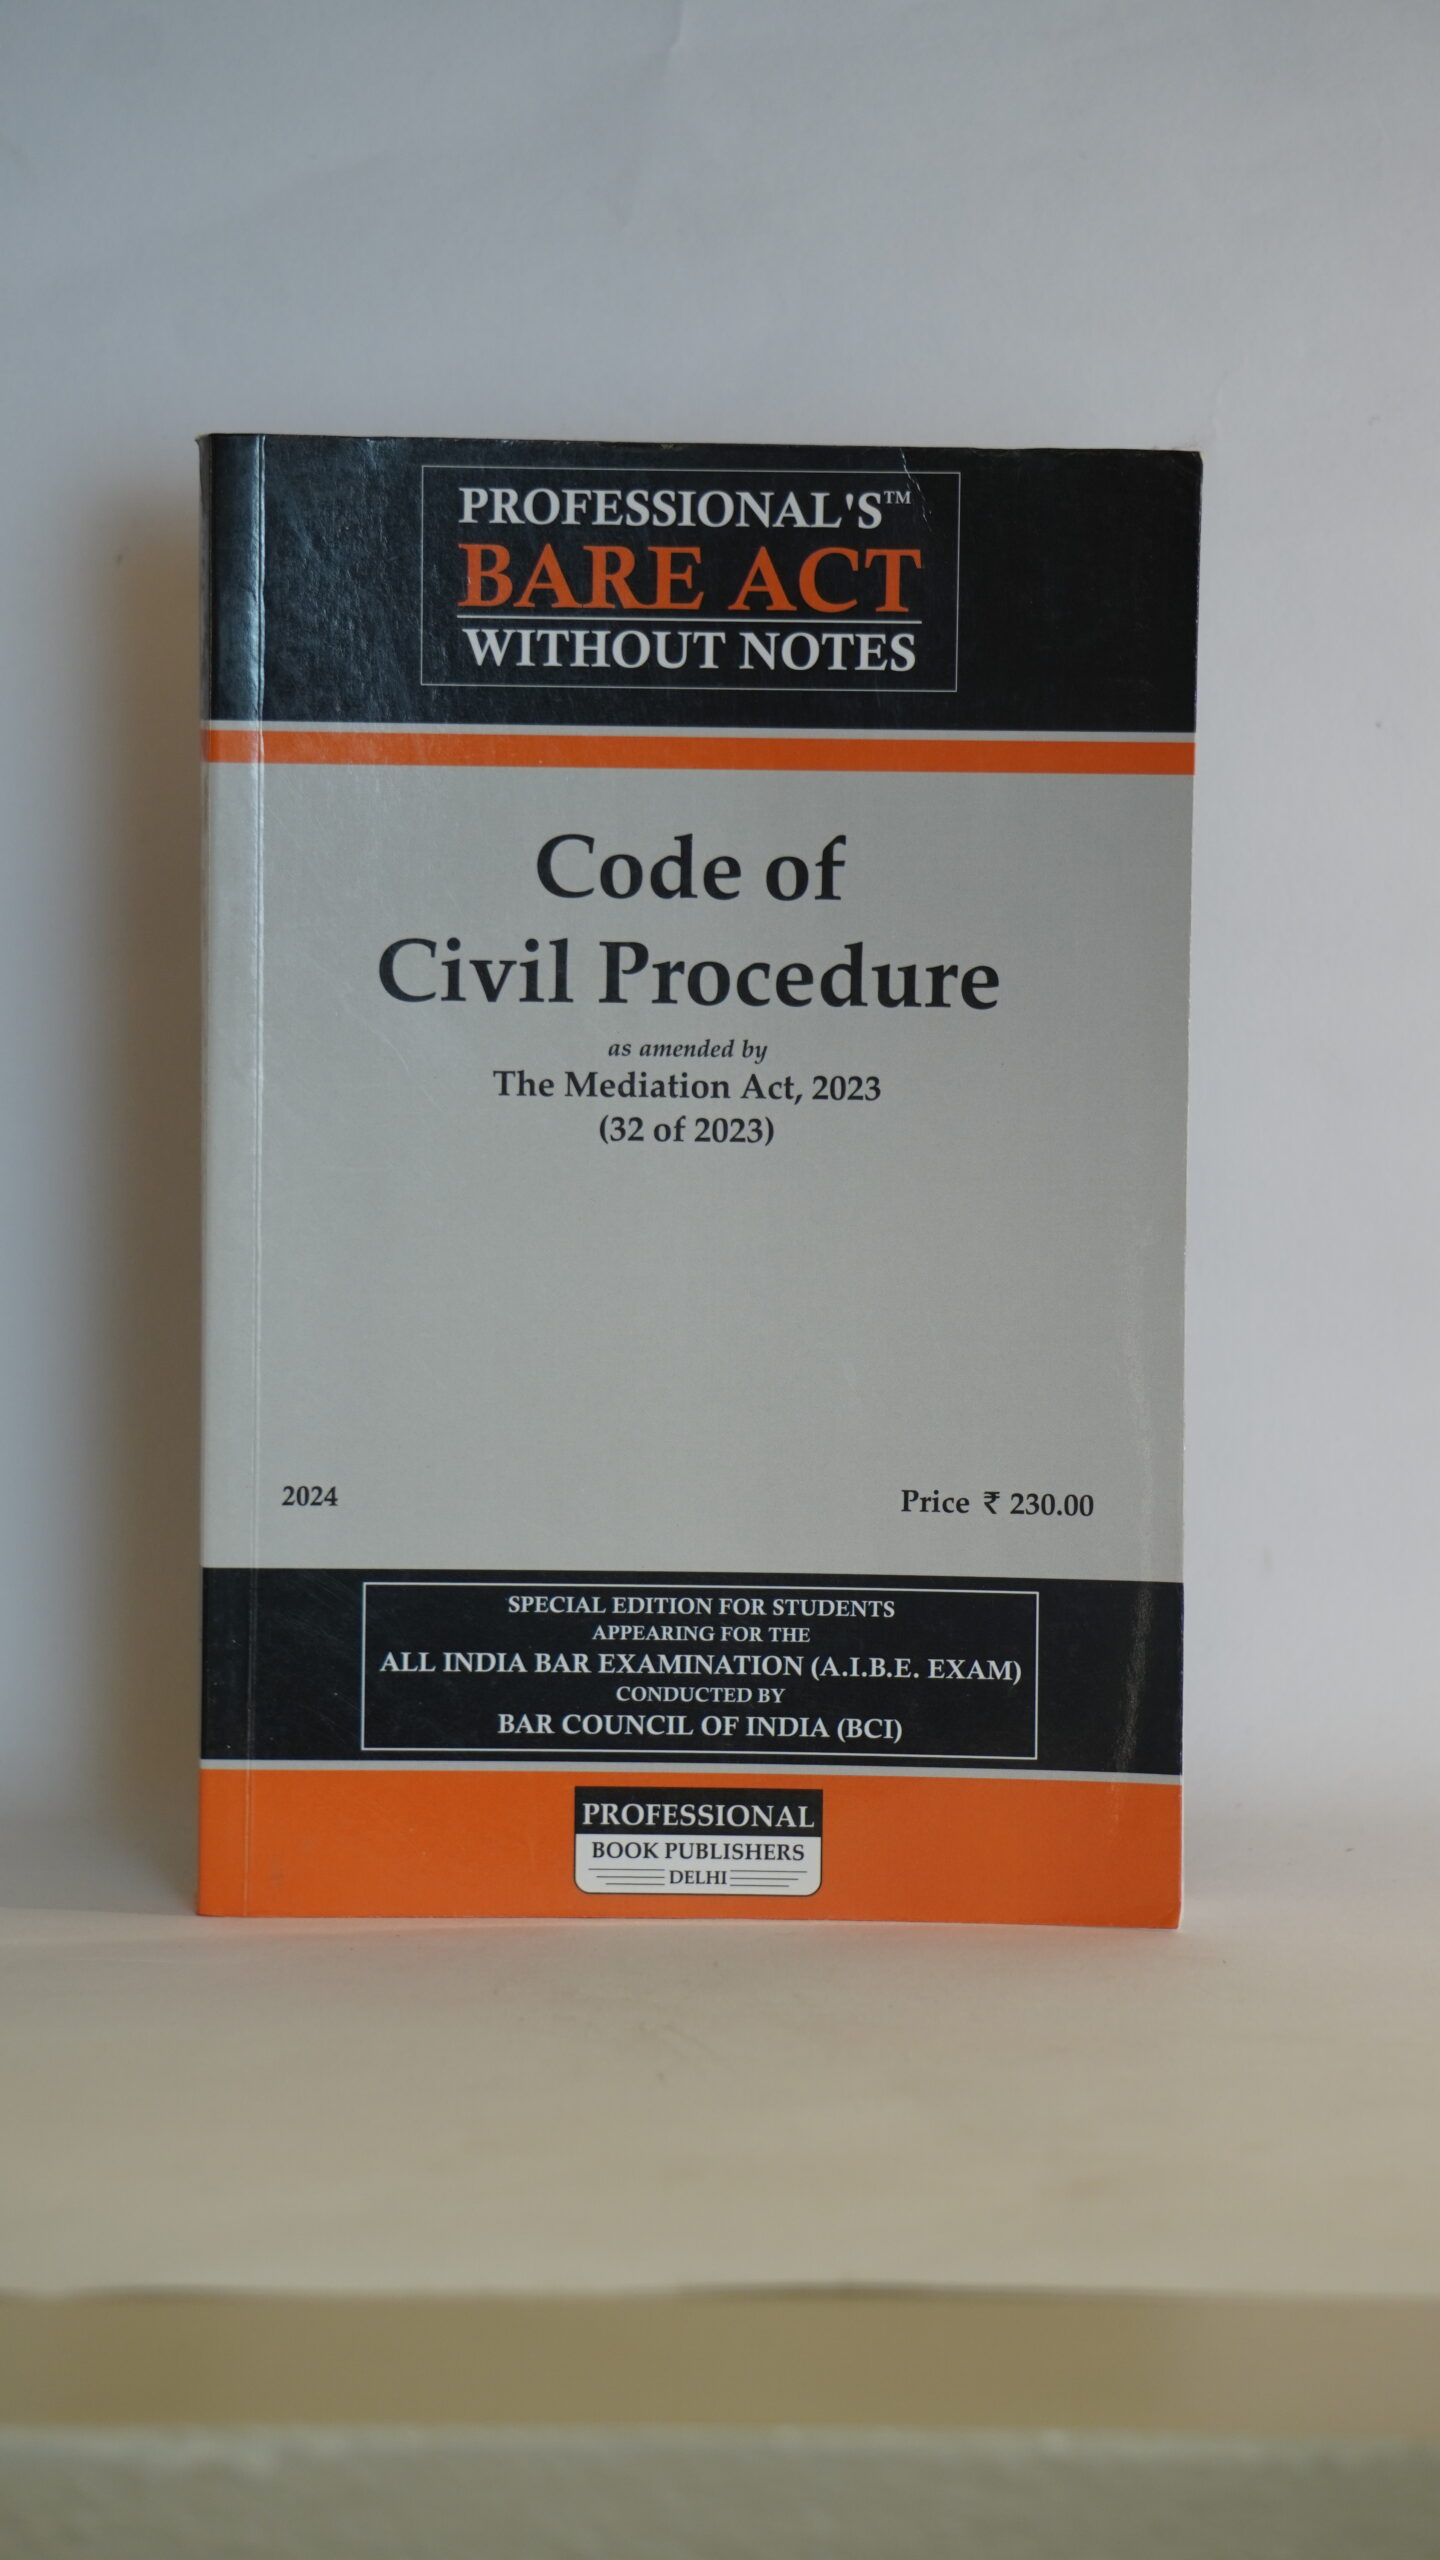 PROFESSIONAL'S™
BARE ACT
WITHOUT NOTES
Code of
Civil Procedure
as amended by
The Mediation Act, 2023
(32 of 2023)
2024
Price ₹ 230.00
SPECIAL EDITION FOR STUDENTS
APPEARING FOR THE
ALL INDIA BAR EXAMINATION (A.I.B.E. EXAM)
CONDUCTED BY
BAR COUNCIL OF INDIA (BCI)
PROFESSIONAL
BOOK PUBLISHERS
DELHI